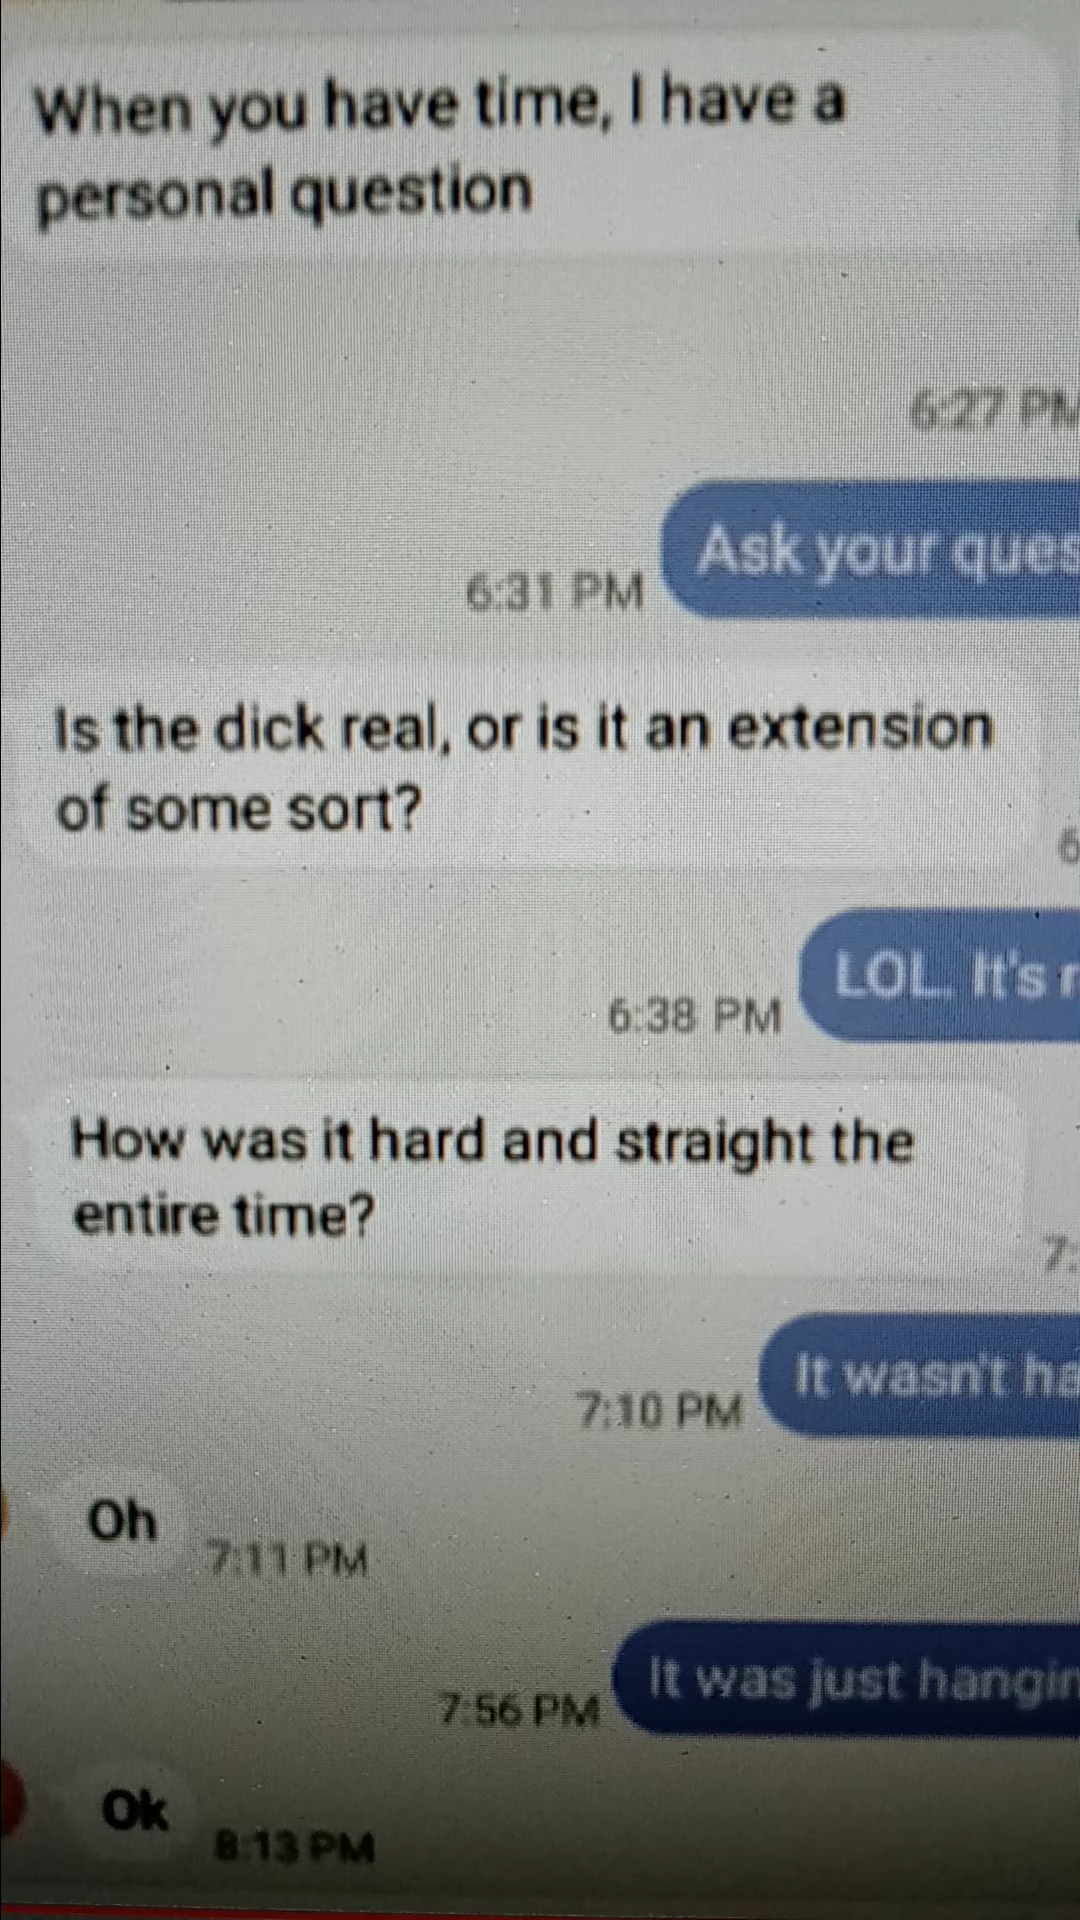 When you have time, I have a
personal question
6:27 PM
Ask your ques
6:31 PM
Is the dick real, or is it an extension
of some sort?
6
LOL. It's r
6:38 PM
How was it hard and straight the
entire time?
7:
It wasn't ha
7:10 PM
Oh
7:11 PM
It was just hangin
7:56 PM
Ok
8:13 PM